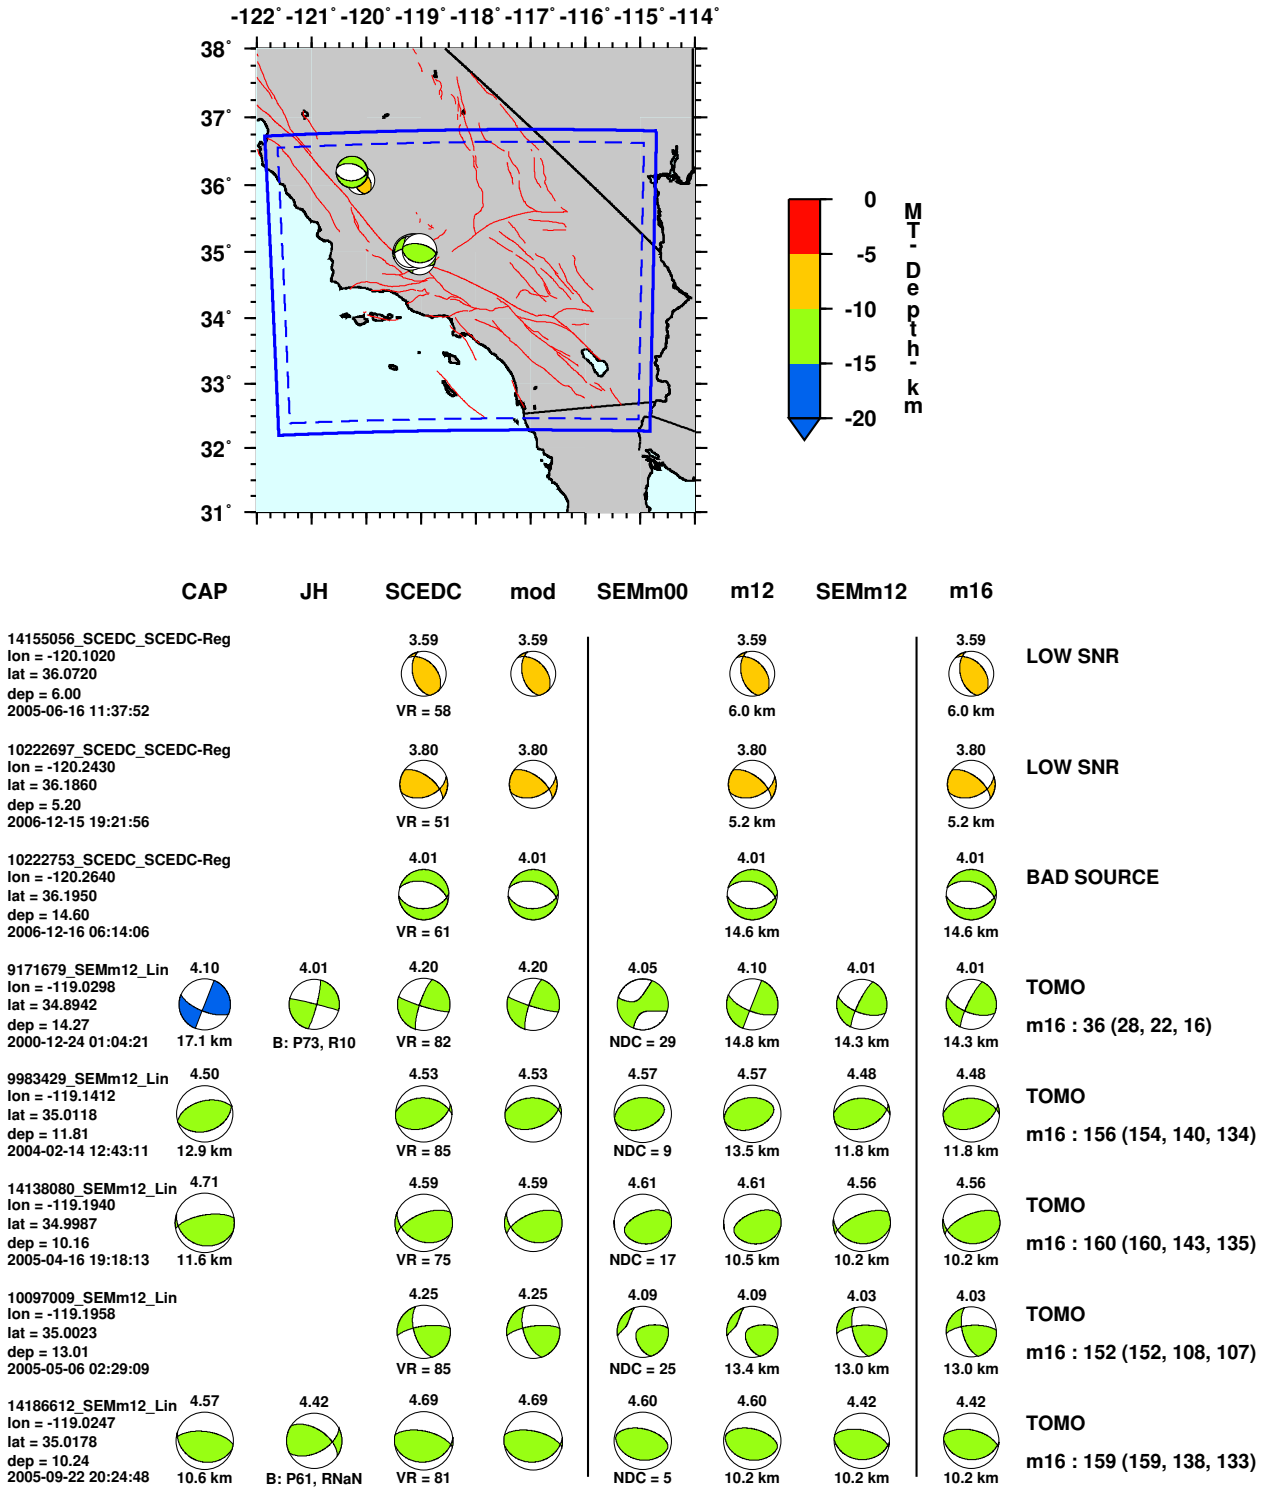 -122° -121° -120° -119° -118° -117° -116° -115° -114°
38°
37°
36°
35°
34°
33°
32°
31°
0
-5
-10
-15
-20
MT-Depth-km
CAP JH SCEDC mod SEMm00 m12 SEMm12 m16
14155056_SCEDC_SCEDC-Reg
lon = -120.1020
lat = 36.0720
dep = 6.00
2005-06-16 11:37:52
3.59 3.59 3.59 3.59
VR = 58 6.0 km 6.0 km
LOW SNR
10222697_SCEDC_SCEDC-Reg
lon = -120.2430
lat = 36.1860
dep = 5.20
2006-12-15 19:21:56
3.80 3.80 3.80 3.80
VR = 51 5.2 km 5.2 km
LOW SNR
10222753_SCEDC_SCEDC-Reg
lon = -120.2640
lat = 36.1950
dep = 14.60
2006-12-16 06:14:06
4.01 4.01 4.01 4.01
VR = 61 14.6 km 14.6 km
BAD SOURCE
9171679_SEMm12_Lin
lon = -119.0298
lat = 34.8942
dep = 14.27
2000-12-24 01:04:21
4.10 4.01 4.20 4.20 4.05 4.10 4.01 4.01
17.1 km B: P73, R10 VR = 82 NDC = 29 14.8 km 14.3 km 14.3 km
TOMO
m16 : 36 (28, 22, 16)
9983429_SEMm12_Lin
lon = -119.1412
lat = 35.0118
dep = 11.81
2004-02-14 12:43:11
4.50 4.53 4.53 4.57 4.57 4.48 4.48
12.9 km VR = 85 NDC = 9 13.5 km 11.8 km 11.8 km
TOMO
m16 : 156 (154, 140, 134)
14138080_SEMm12_Lin
lon = -119.1940
lat = 34.9987
dep = 10.16
2005-04-16 19:18:13
4.71 4.59 4.59 4.61 4.61 4.56 4.56
11.6 km VR = 75 NDC = 17 10.5 km 10.2 km 10.2 km
TOMO
m16 : 160 (160, 143, 135)
10097009_SEMm12_Lin
lon = -119.1958
lat = 35.0023
dep = 13.01
2005-05-06 02:29:09
4.25 4.25 4.09 4.09 4.03 4.03
VR = 85 NDC = 25 13.4 km 13.0 km 13.0 km
TOMO
m16 : 152 (152, 108, 107)
14186612_SEMm12_Lin
lon = -119.0247
lat = 35.0178
dep = 10.24
2005-09-22 20:24:48
4.57 4.42 4.69 4.69 4.60 4.60 4.42 4.42
10.6 km B: P61, RNaN VR = 81 NDC = 5 10.2 km 10.2 km 10.2 km
TOMO
m16 : 159 (159, 138, 133)